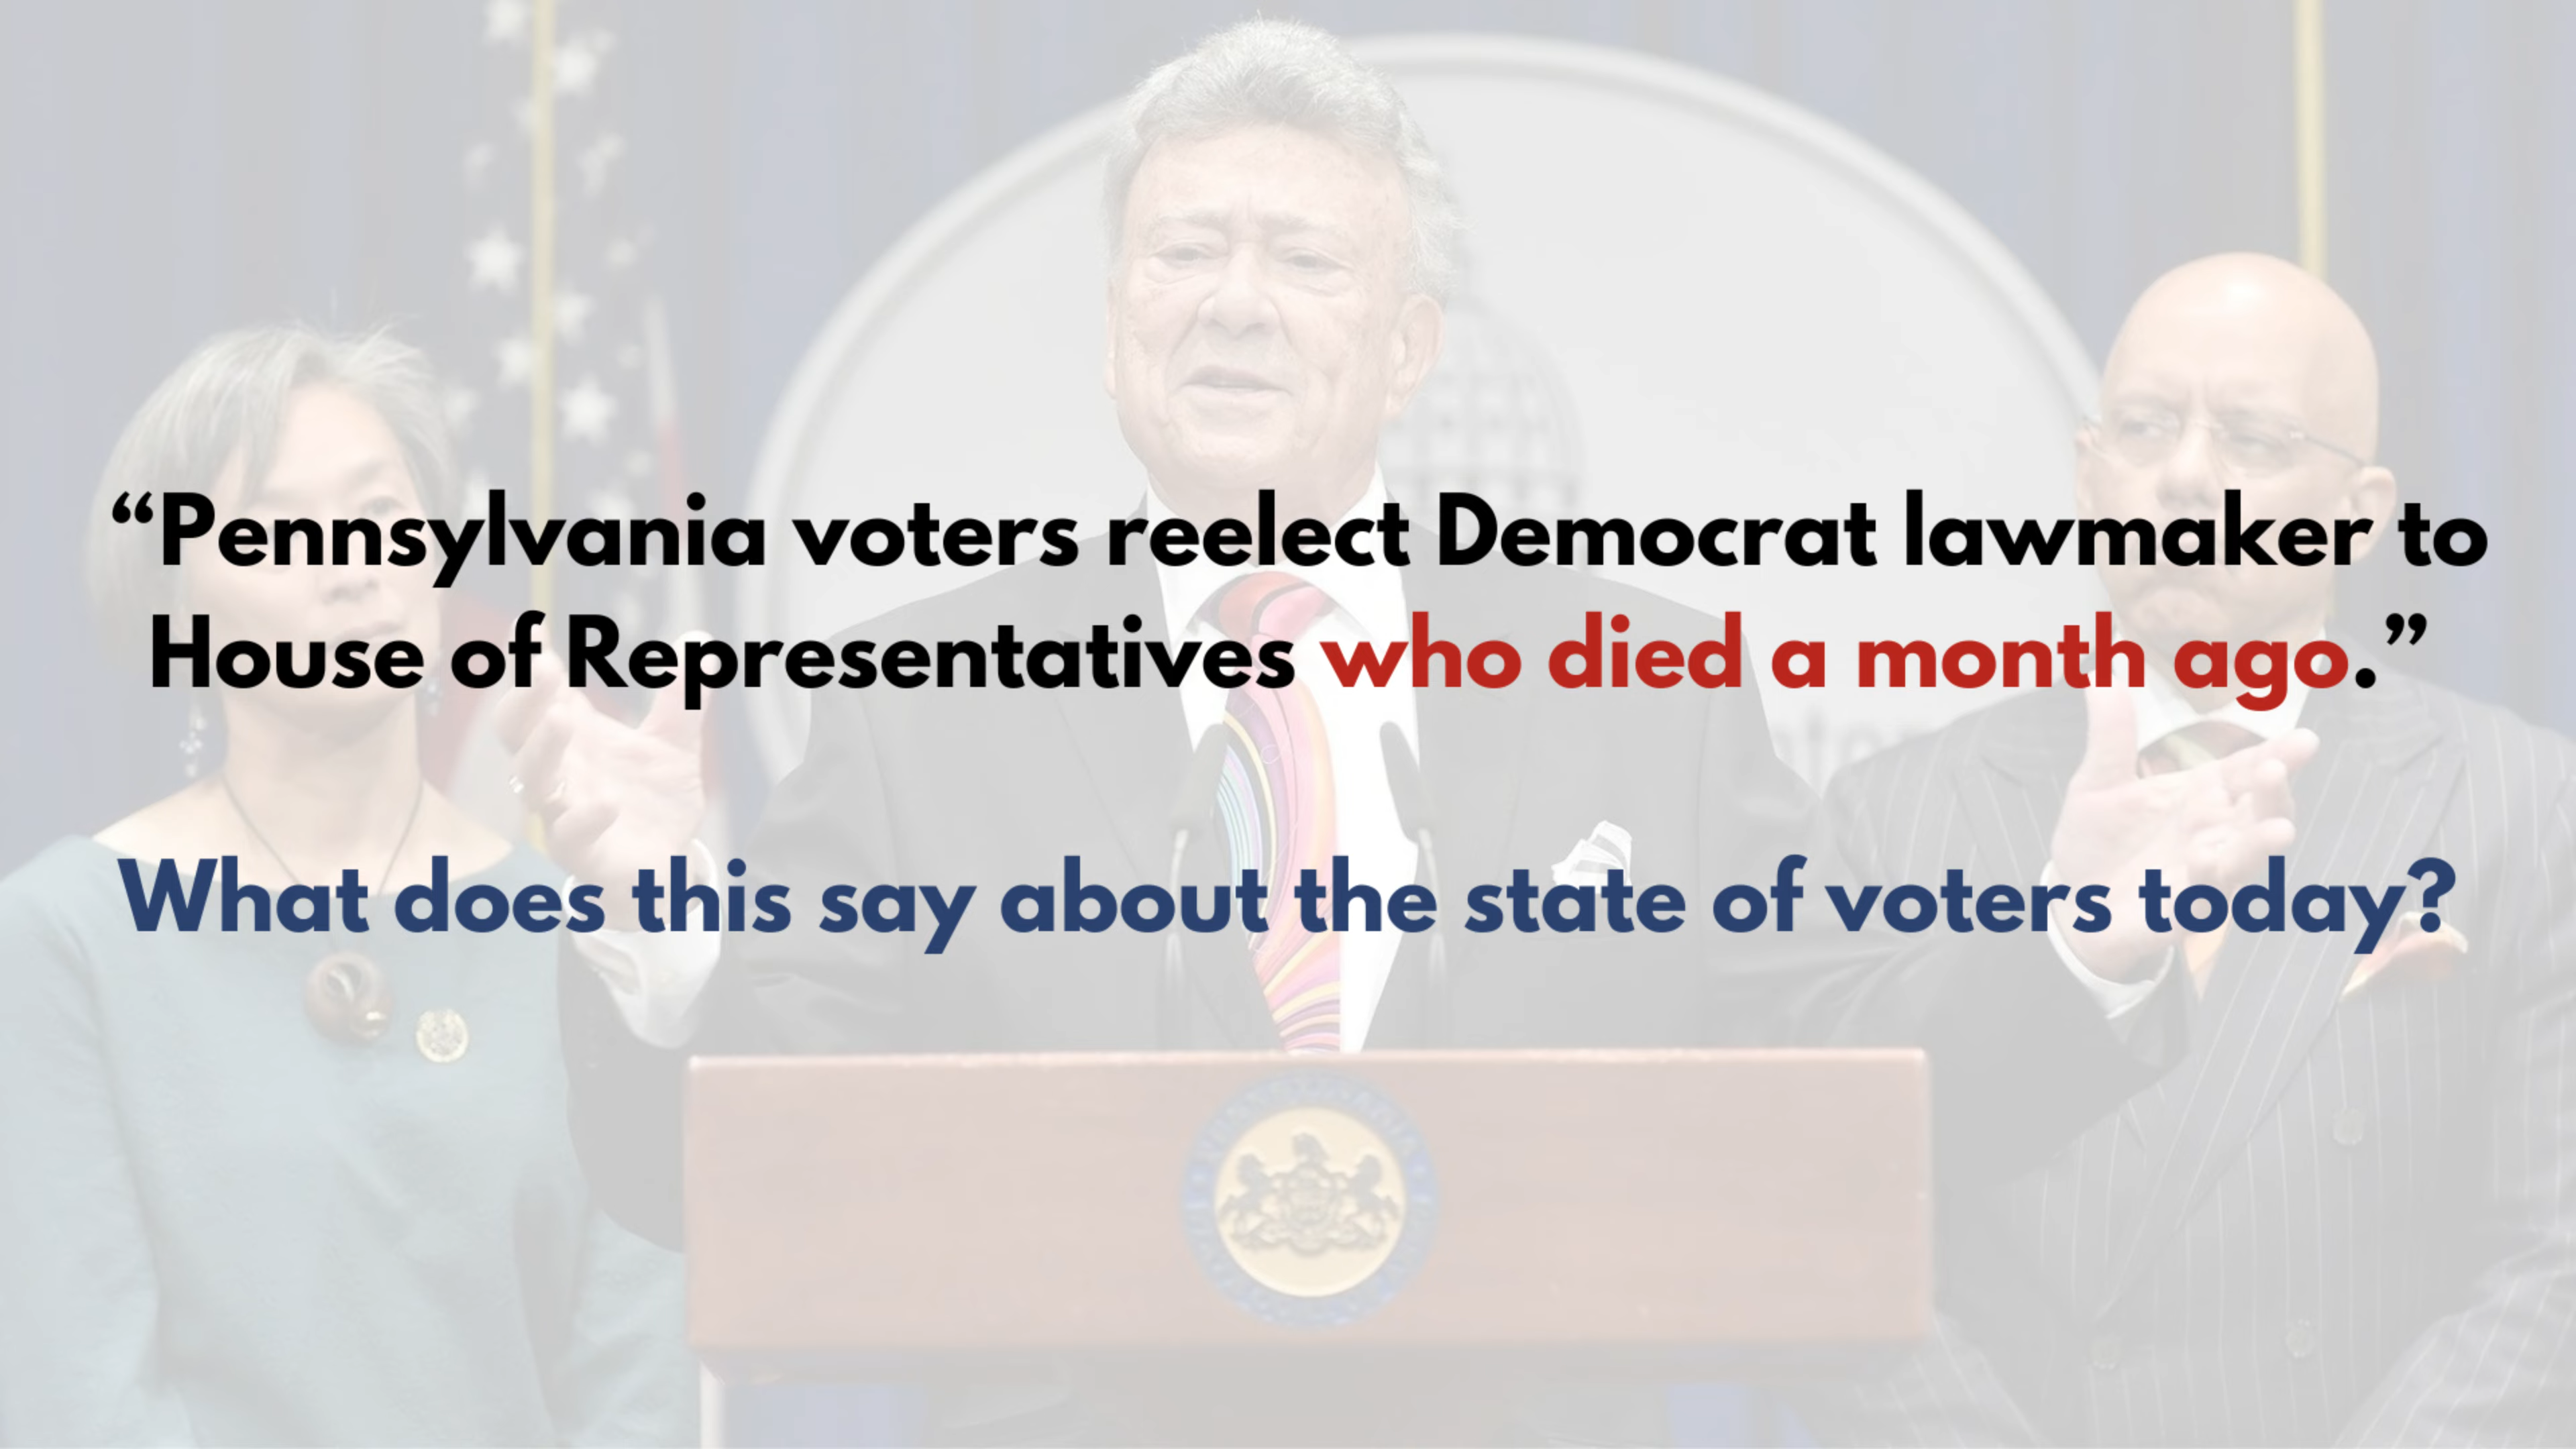 “Pennsylvania voters reelect Democrat lawmaker to
House of Representatives who died a month ago.”
What does this say about the state of voters today?